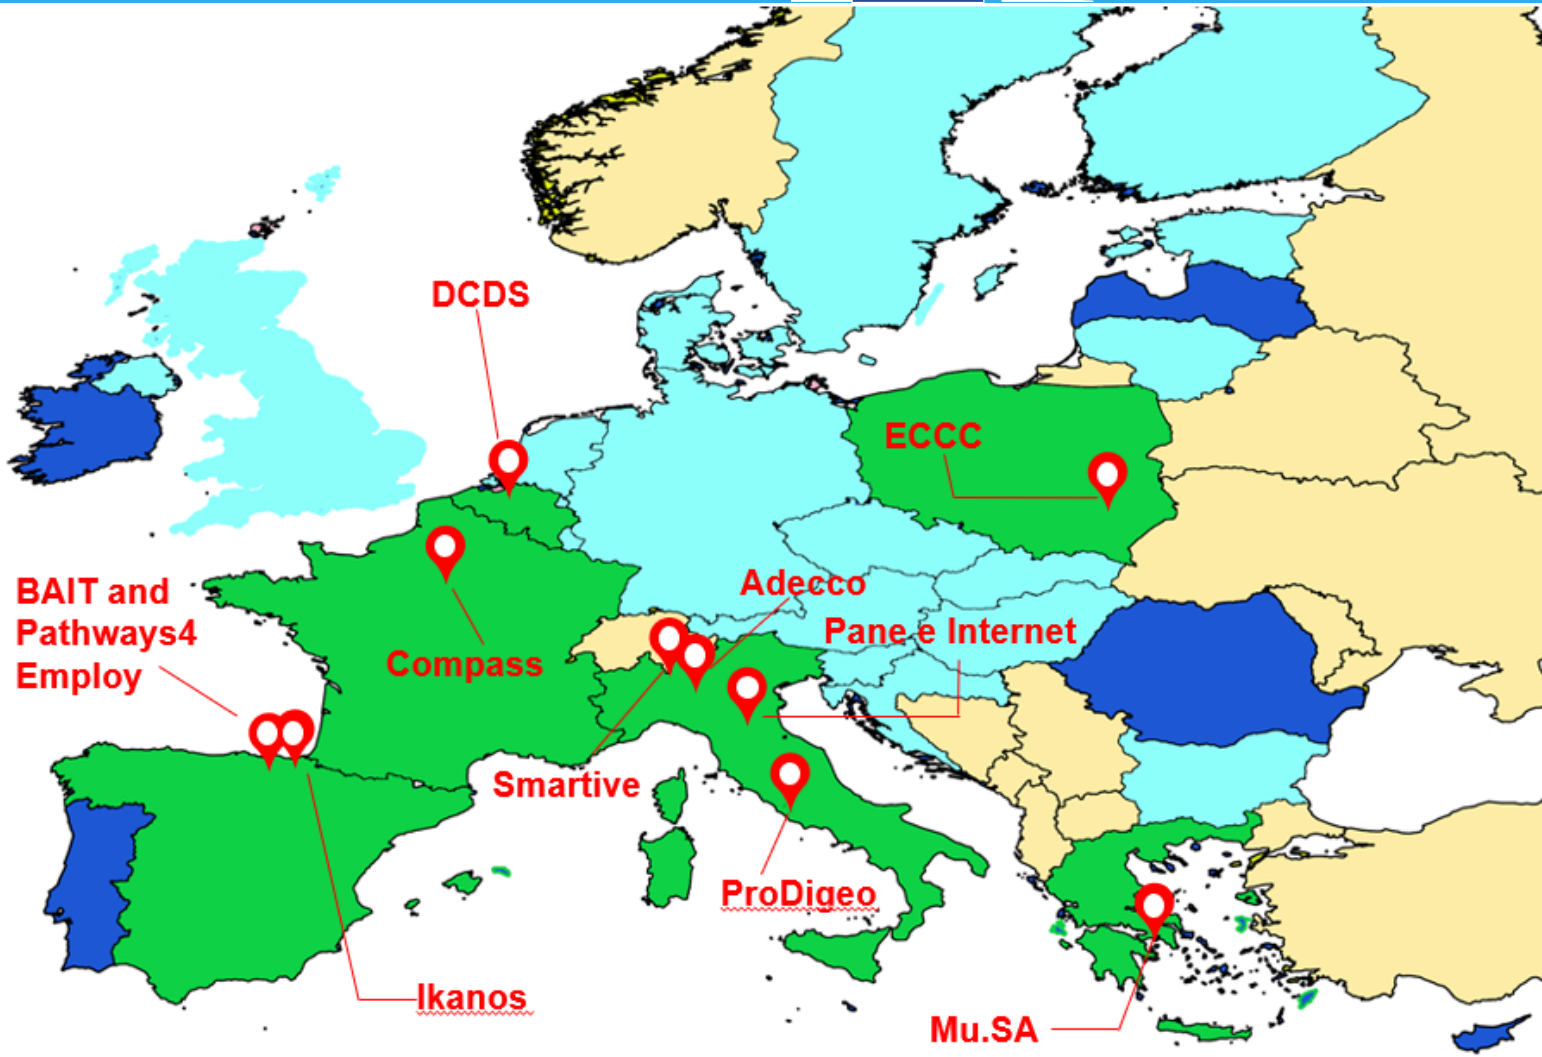 DCDS
ECCC
BAIT and
Pathways4
Employ
Adecco
Pane e Internet
Compass
Smartive
ProDigeo
Ikanos
Mu.SA